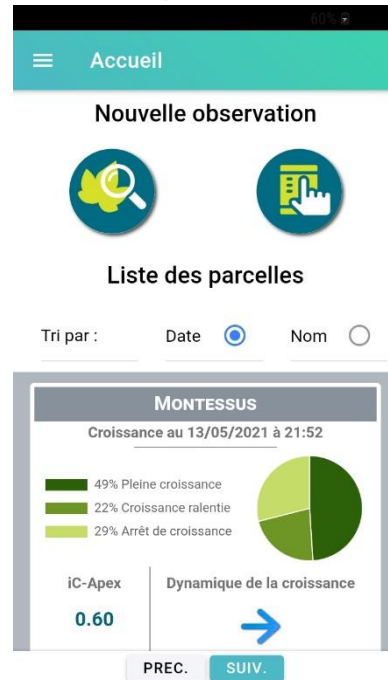 60%
Accueil
Nouvelle observation
Liste des parcelles
Tri par : Date Nom
MONTESSUS
Croissance au 13/05/2021 à 21:52
49% Pleine croissance
22% Croissance ralentie
29% Arrêt de croissance
iC-Apex Dynamique de la croissance
0.60
PREC. SUIV.